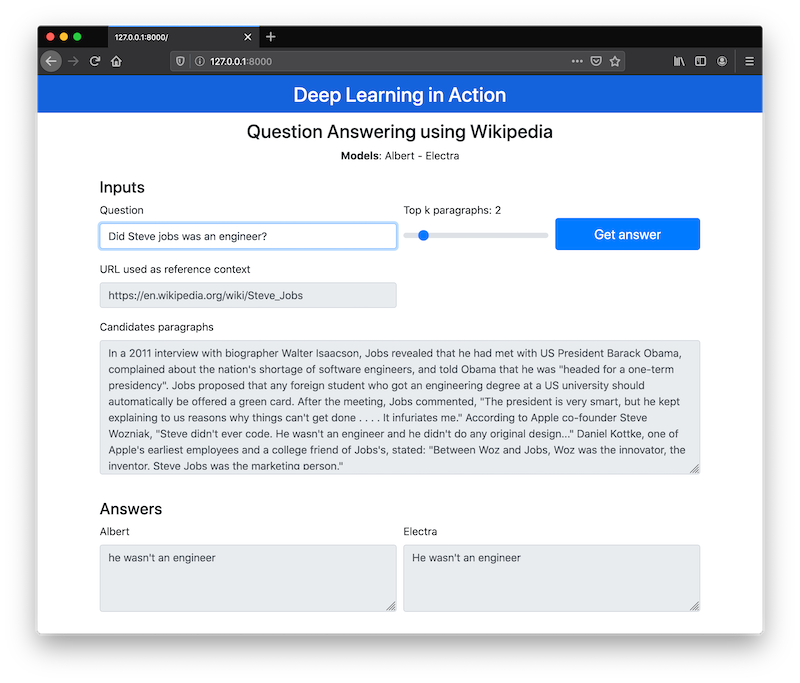 127.0.0.1:8000/
127.0.0.1:8000
Deep Learning in Action
Question Answering using Wikipedia
Models: Albert - Electra
Inputs
Question
Top k paragraphs: 2
Did Steve jobs was an engineer?
Get answer
URL used as reference context
https://en.wikipedia.org/wiki/Steve_Jobs
Candidates paragraphs
In a 2011 interview with biographer Walter Isaacson, Jobs revealed that he had met with US President Barack Obama,
complained about the nation's shortage of software engineers, and told Obama that he was "headed for a one-term
presidency". Jobs proposed that any foreign student who got an engineering degree at a US university should
automatically be offered a green card. After the meeting, Jobs commented, "The president is very smart, but he kept
explaining to us reasons why things can't get done . . . . It infuriates me." According to Apple co-founder Steve
Wozniak, "Steve didn't ever code. He wasn't an engineer and he didn't do any original design..." Daniel Kottke, one of
Apple's earliest employees and a college friend of Jobs's, stated: "Between Woz and Jobs, Woz was the innovator, the
inventor. Steve Jobs was the marketing person."
Answers
Albert
Electra
he wasn't an engineer
He wasn't an engineer